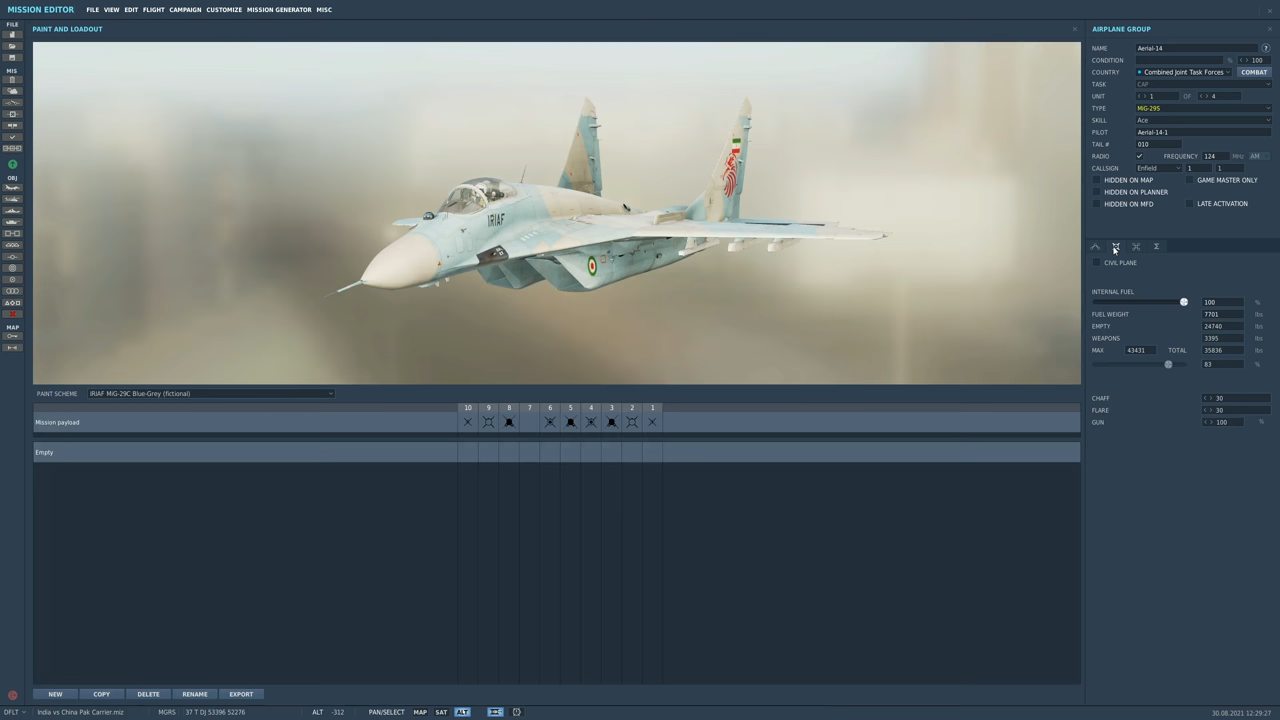 MISSION EDITOR FILE VIEW EDIT FLIGHT CAMPAIGN CUSTOMIZE MISSION GENERATOR MISC
FILE
MIS
OBJ
MAP
PAINT AND LOADOUT
IRIAF
PAINT SCHEME IRIAF MiG-29C Blue-Grey (fictional)
10 9 8 7 6 5 4 3 2 1
Mission payload
Empty
NEW COPY DELETE RENAME EXPORT
AIRPLANE GROUP
NAME Aerial-14 ?
CONDITION % < > 100
COUNTRY Combined Joint Task Forces COMBAT
TASK CAP
UNIT < > 1 OF < > 4
TYPE MiG-29S
SKILL Ace
PILOT Aerial-14-1
TAIL # 010
RADIO FREQUENCY 124 MHz AM
CALLSIGN Enfield 1 1
HIDDEN ON MAP GAME MASTER ONLY
HIDDEN ON PLANNER
HIDDEN ON MFD LATE ACTIVATION
Σ
CIVIL PLANE
INTERNAL FUEL
100 %
FUEL WEIGHT 7701 lbs
EMPTY 24740 lbs
WEAPONS 3395 lbs
MAX 43431 TOTAL 35836 lbs
83 %
CHAFF < > 30
FLARE < > 30
GUN < > 100 %
DFLT India vs China Pak Carrier.miz MGRS 37 T DJ 53396 52276 ALT -312 PAN/SELECT MAP SAT ALT 30.08.2021 12:29:27